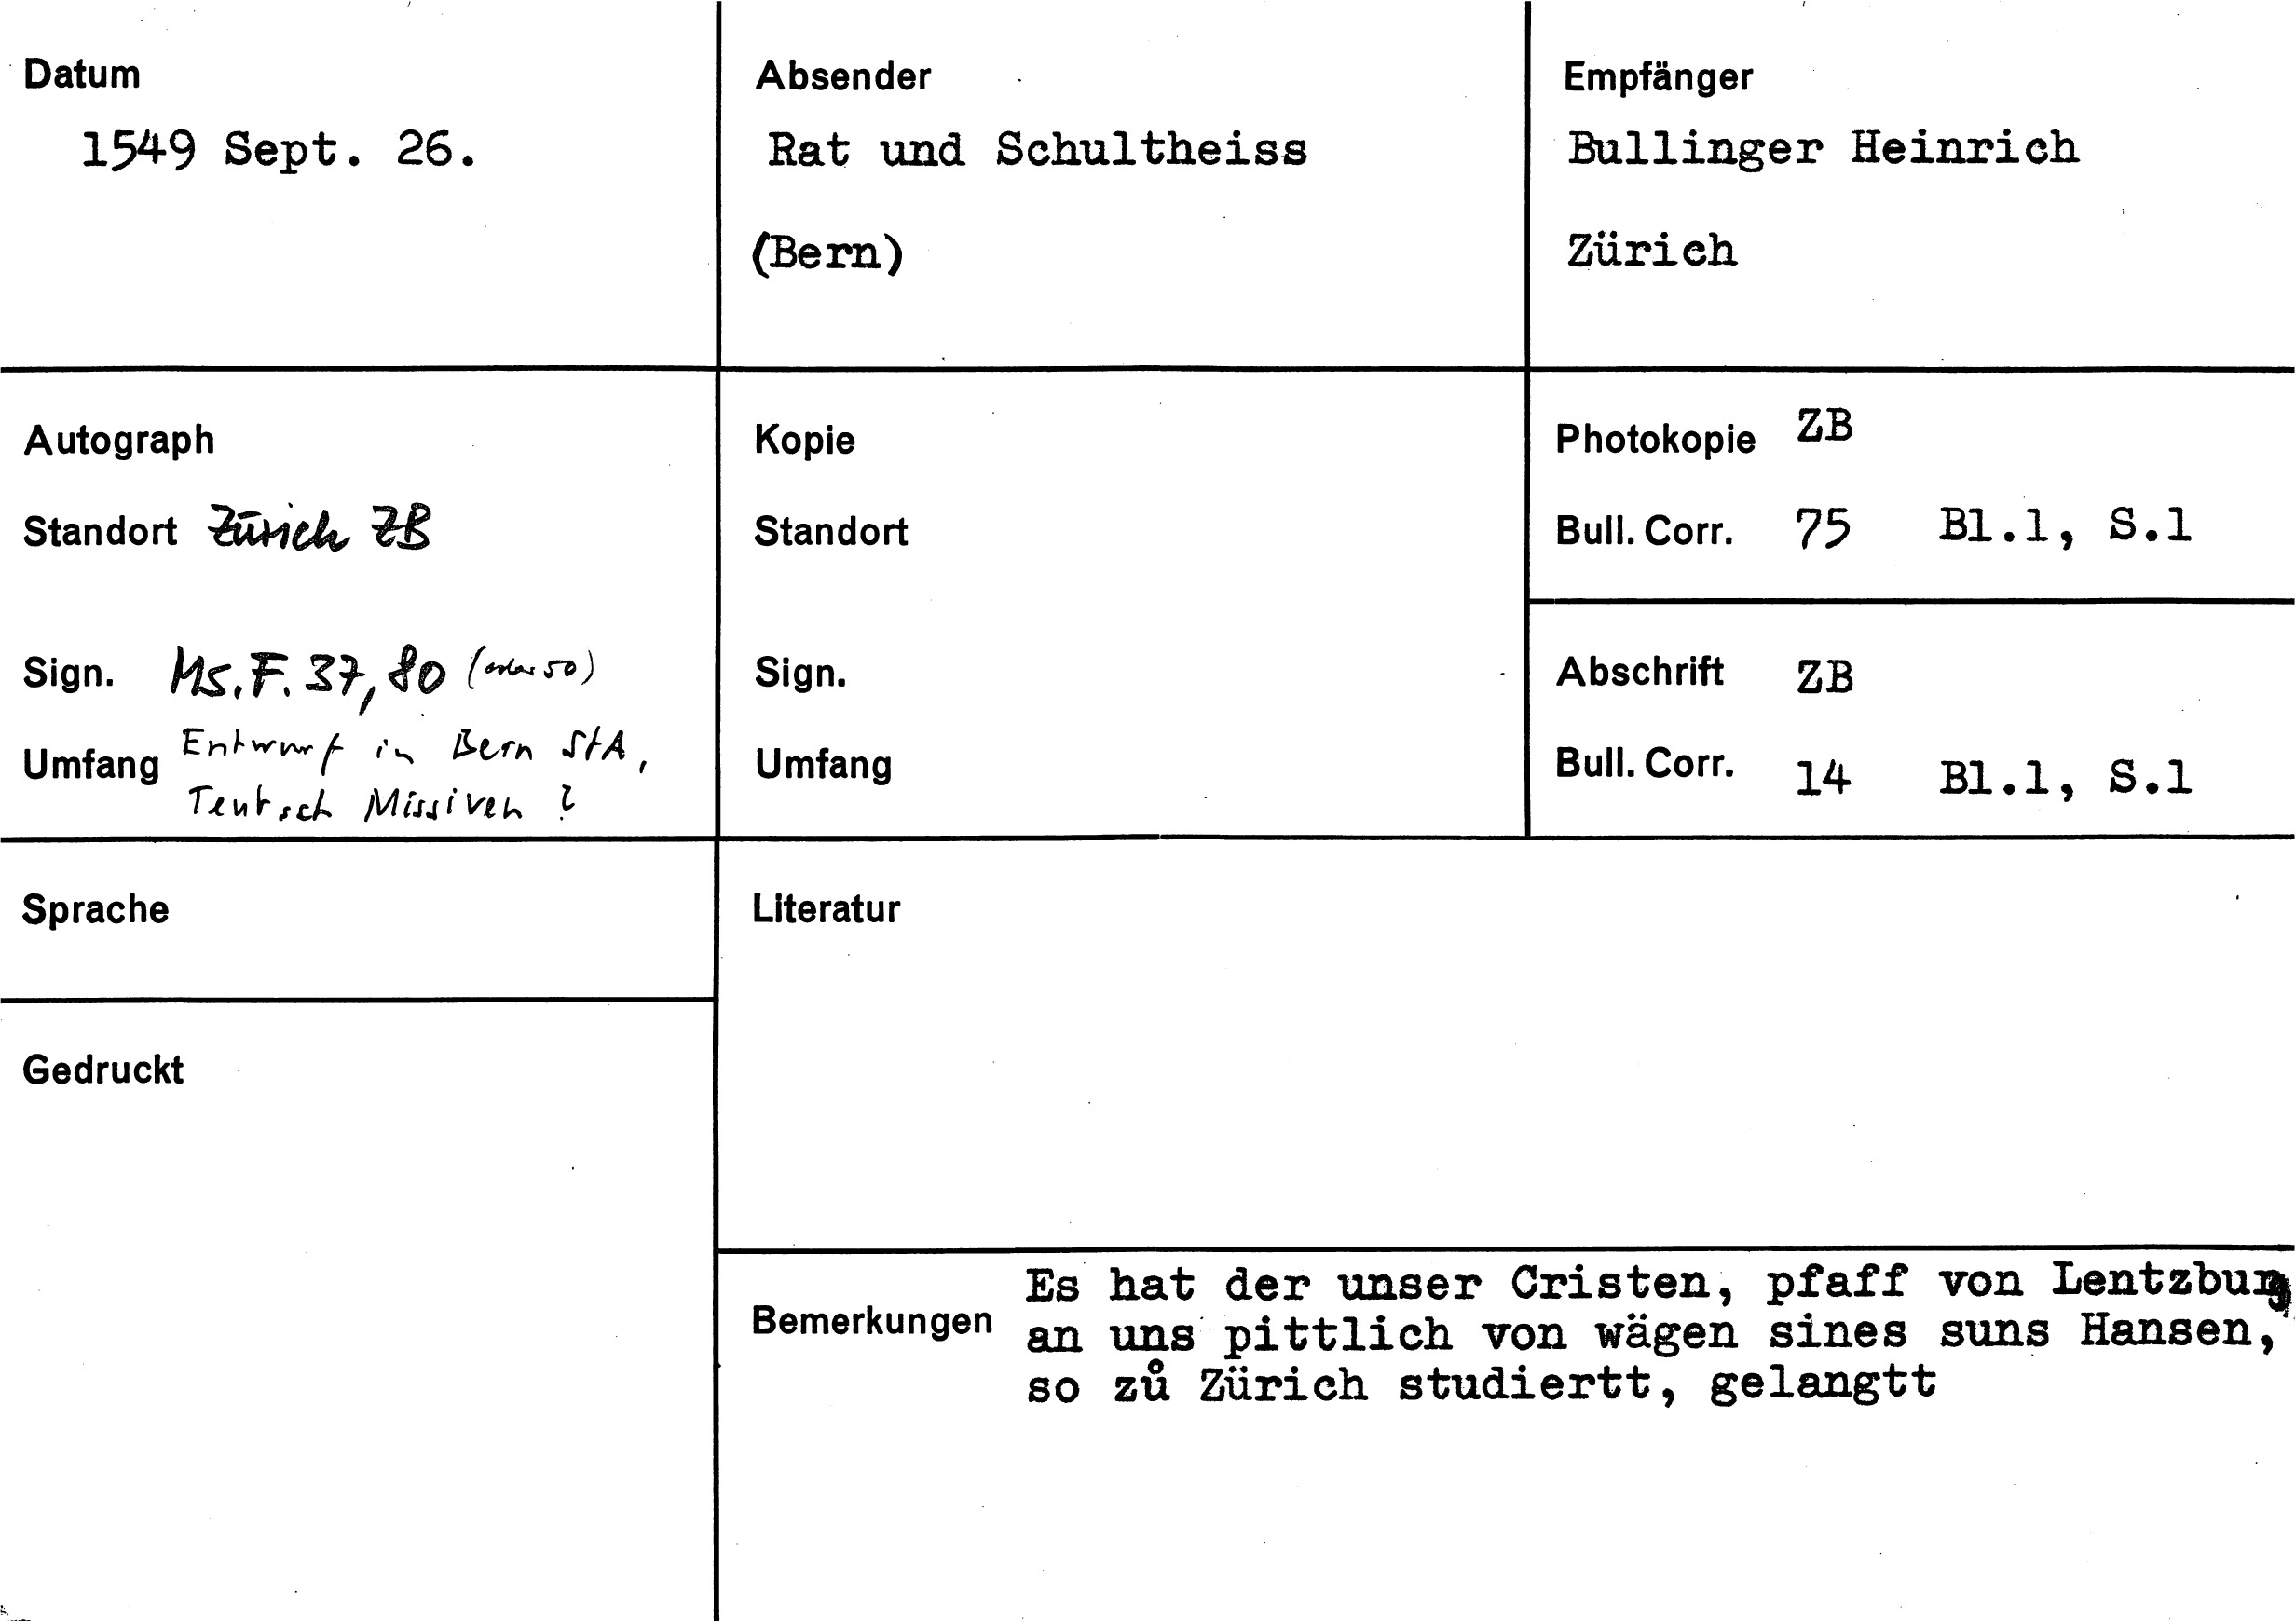 Datum
1549 Sept. 26.
Absender
Rat und Schultheiss
(Bern)
Empfänger
Bullinger Heinrich
Zürich
Autograph
Standort Zürich ZB
Sign. Ms. F. 37, 80 (oder 50)
Umfang Entwurf in Bern StA,
Teutsch Missiven ?
Kopie
Standort
Sign.
Umfang
Photokopie ZB
Bull. Corr. 75 Bl.1, S.1
Abschrift ZB
Bull. Corr. 14 Bl.1, S.1
Sprache
Gedruckt
Literatur
Bemerkungen
Es hat der unser Cristen, pfaff von Lentzburg
an uns pittlich von wägen sines suns Hansen,
so zů Zürich studiertt, gelangtt